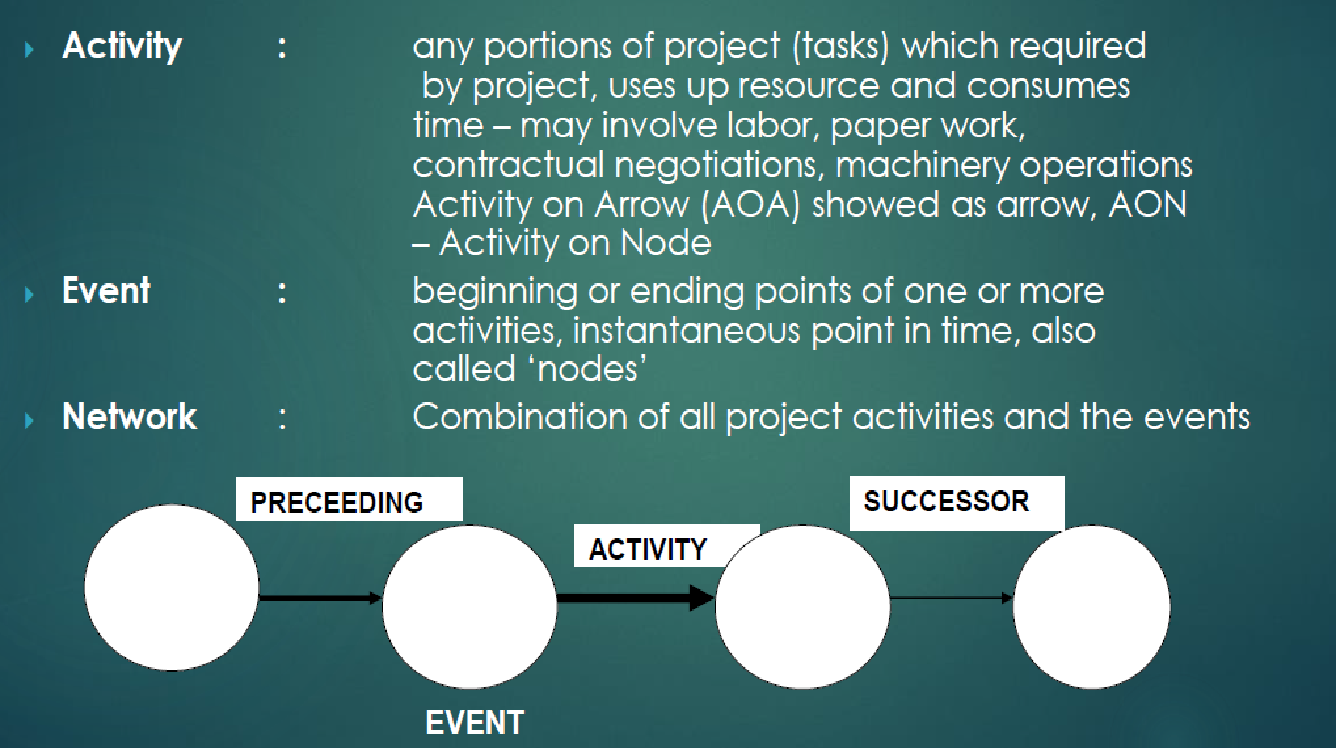 Activity : any portions of project (tasks) which required
by project, uses up resource and consumes
time – may involve labor, paper work,
contractual negotiations, machinery operations
Activity on Arrow (AOA) showed as arrow, AON
– Activity on Node
Event : beginning or ending points of one or more
activities, instantaneous point in time, also
called ‘nodes’
Network : Combination of all project activities and the events
PRECEEDING
SUCCESSOR
ACTIVITY
EVENT